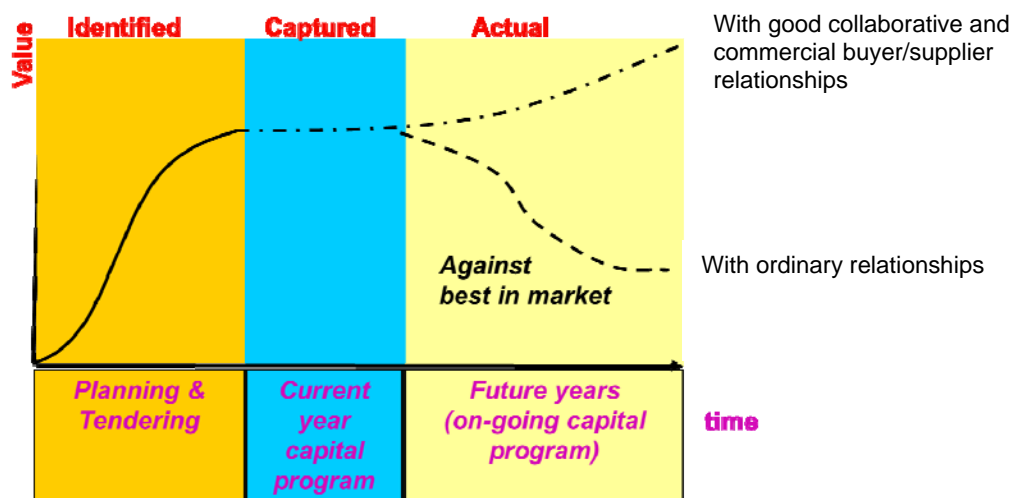 Value
Identified
Captured
Actual
With good collaborative and
commercial buyer/supplier
relationships
Against
best in market
With ordinary relationships
Planning &
Tendering
Current
year
capital
program
Future years
(on-going capital
program)
time